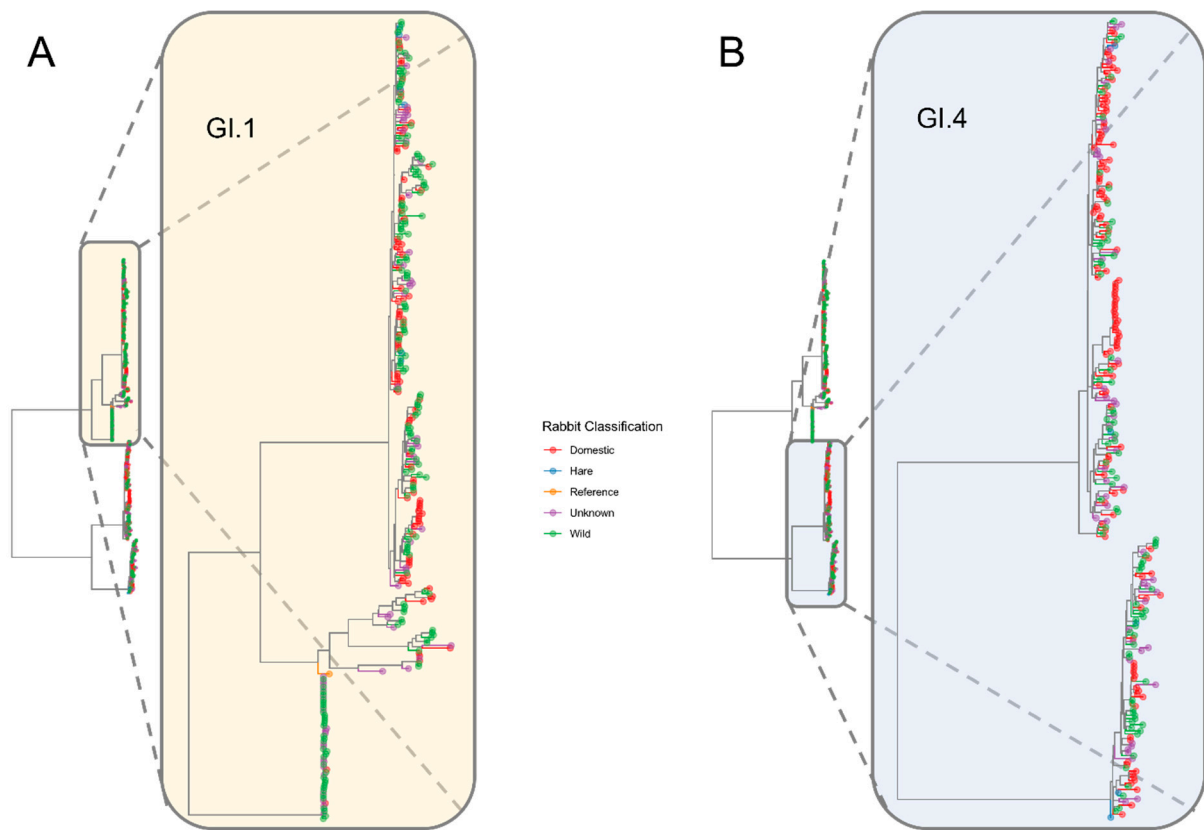 A
GI.1
Rabbit Classification
Domestic
Hare
Reference
Unknown
Wild
B
GI.4